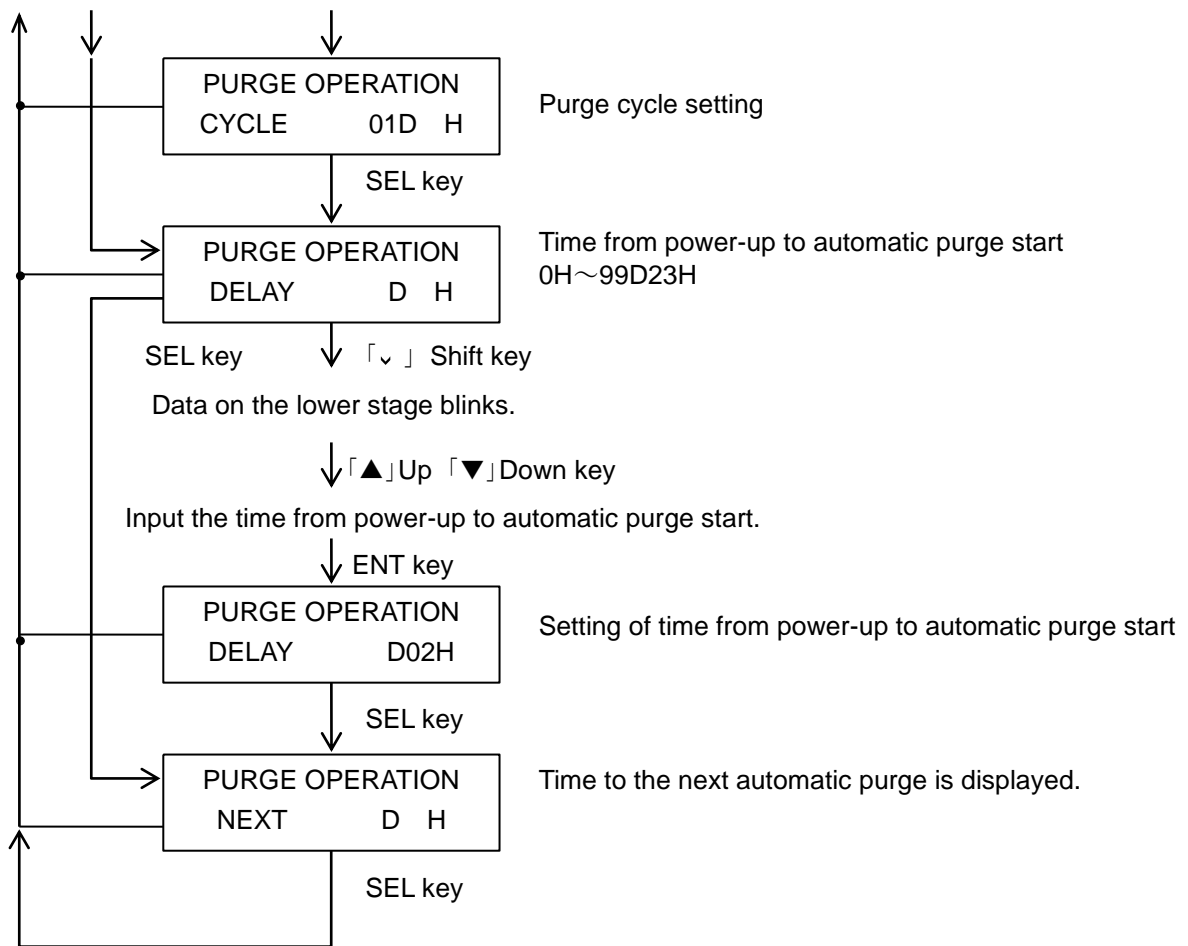 PURGE OPERATION
CYCLE 01D H
Purge cycle setting
SEL key
PURGE OPERATION
DELAY D H
Time from power-up to automatic purge start
0H～99D23H
SEL key 「⌄」 Shift key
Data on the lower stage blinks.
「▲」Up 「▼」Down key
Input the time from power-up to automatic purge start.
ENT key
PURGE OPERATION
DELAY D02H
Setting of time from power-up to automatic purge start
SEL key
PURGE OPERATION
NEXT D H
Time to the next automatic purge is displayed.
SEL key